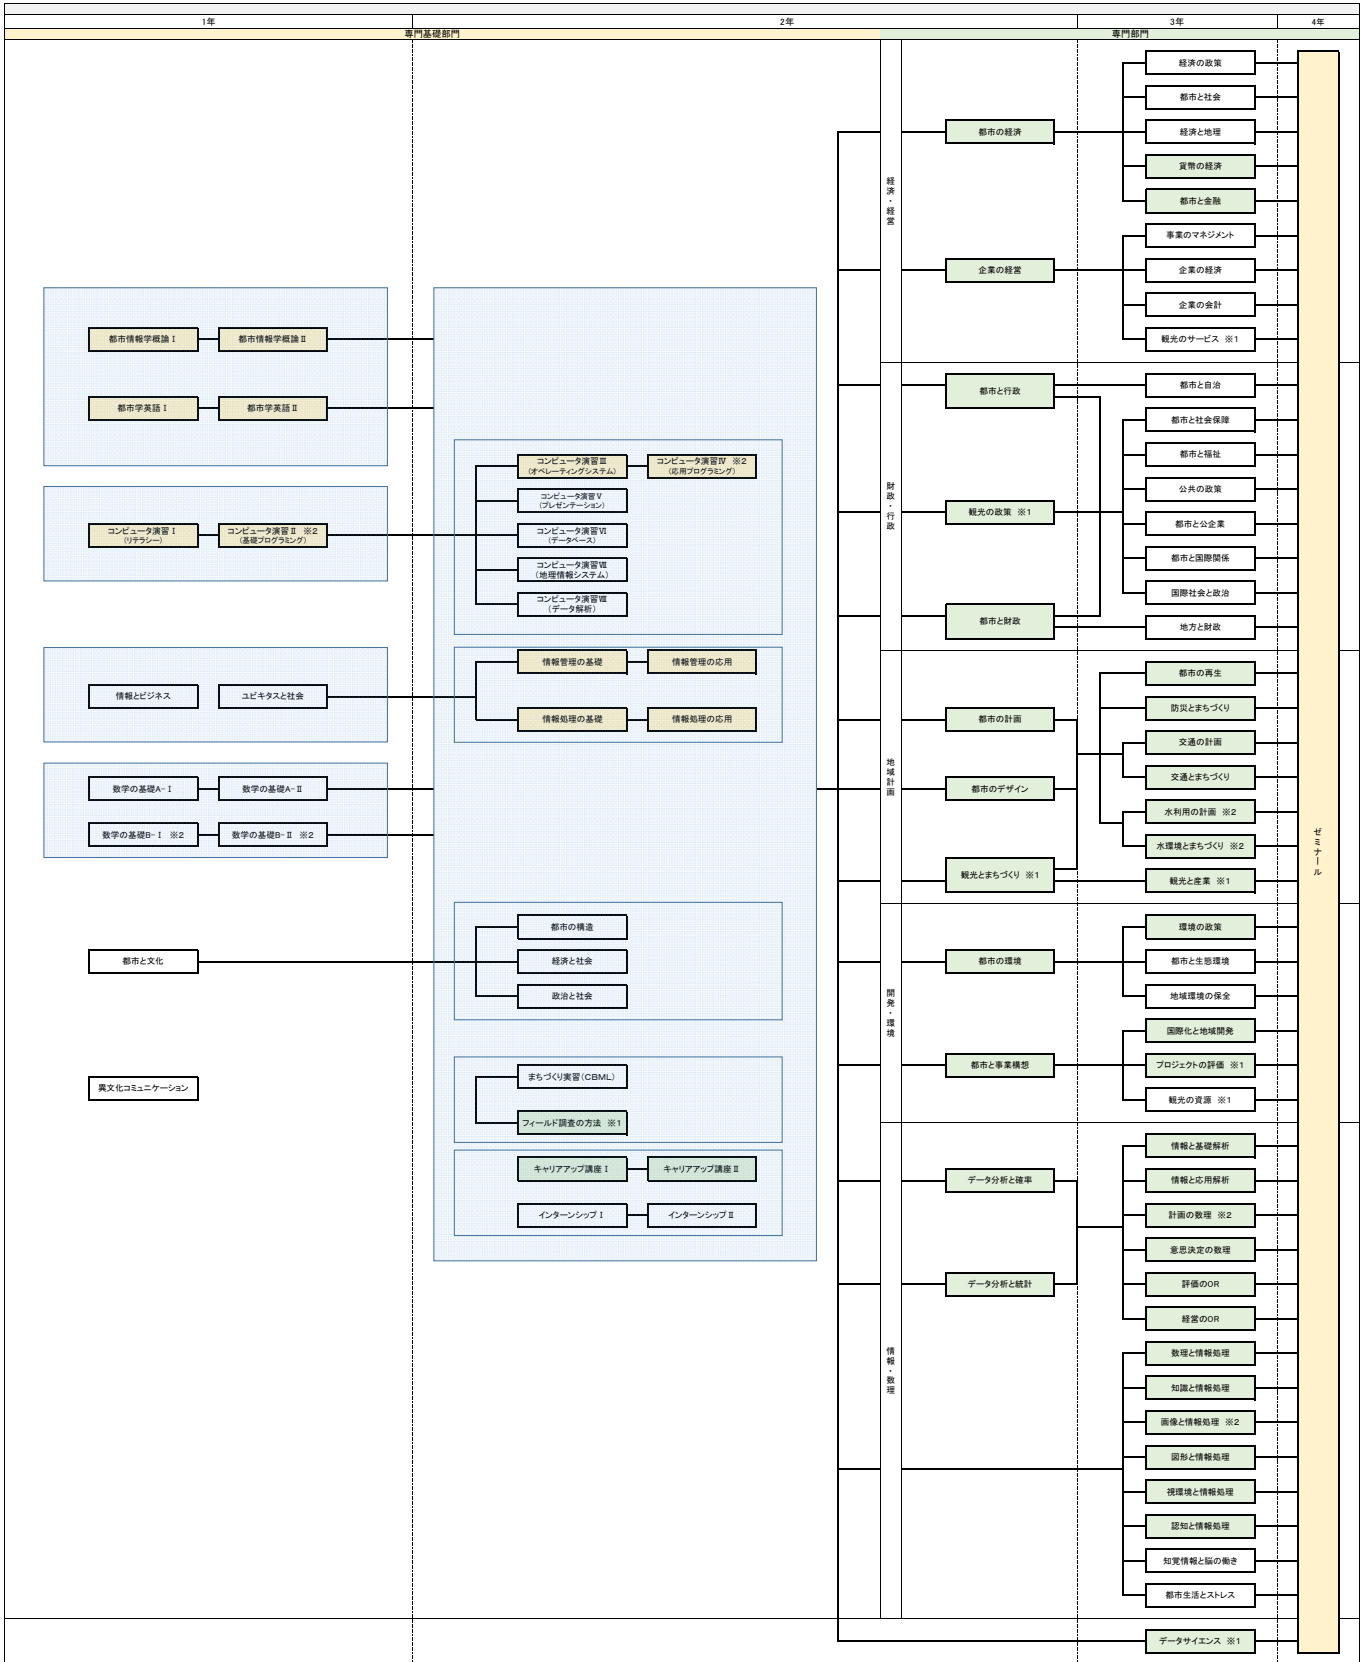 1年
2年
3年
4年
専門基礎部門
専門部門
都市情報学概論Ⅰ
都市情報学概論Ⅱ
都市学英語Ⅰ
都市学英語Ⅱ
コンピュータ演習Ⅰ
(リテラシー)
コンピュータ演習Ⅱ ※2
(基礎プログラミング)
情報とビジネス
ユビキタスと社会
数学の基礎A-Ⅰ
数学の基礎A-Ⅱ
数学の基礎B-Ⅰ ※2
数学の基礎B-Ⅱ ※2
都市と文化
異文化コミュニケーション
コンピュータ演習Ⅲ
(オペレーティングシステム)
コンピュータ演習Ⅳ ※2
(応用プログラミング)
コンピュータ演習Ⅴ
(プレゼンテーション)
コンピュータ演習Ⅵ
(データベース)
コンピュータ演習Ⅶ
(地理情報システム)
コンピュータ演習Ⅷ
(データ解析)
情報管理の基礎
情報管理の応用
情報処理の基礎
情報処理の応用
都市の構造
経済と社会
政治と社会
まちづくり実習(CBML)
フィールド調査の方法 ※1
キャリアアップ講座Ⅰ
キャリアアップ講座Ⅱ
インターンシップⅠ
インターンシップⅡ
経済・経営
都市の経済
経済の政策
都市と社会
経済と地理
貨幣の経済
都市と金融
企業の経営
事業のマネジメント
企業の経済
企業の会計
観光のサービス ※1
財政・行政
都市と行政
観光の政策 ※1
都市と財政
都市と自治
都市と社会保障
都市と福祉
公共の政策
都市と公企業
都市と国際関係
国際社会と政治
地方と財政
地域計画
都市の計画
都市のデザイン
観光とまちづくり ※1
都市の再生
防災とまちづくり
交通の計画
交通とまちづくり
水利用の計画 ※2
水環境とまちづくり ※2
観光と産業 ※1
開発・環境
都市の環境
環境の政策
都市と生態環境
地域環境の保全
都市と事業構想
国際化と地域開発
プロジェクトの評価 ※1
観光の資源 ※1
情報・数理
データ分析と確率
データ分析と統計
情報と基礎解析
情報と応用解析
計画の数理 ※2
意思決定の数理
評価のOR
経営のOR
数理と情報処理
知識と情報処理
画像と情報処理 ※2
図形と情報処理
視環境と情報処理
認知と情報処理
知覚情報と脳の働き
都市生活とストレス
データサイエンス ※1
ゼミナール